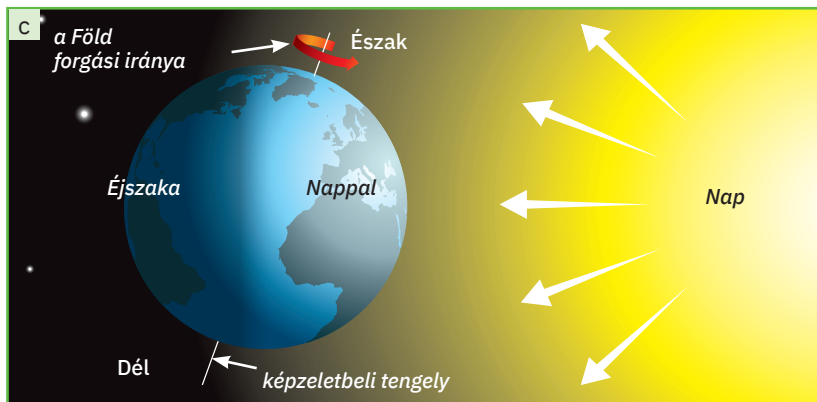 c
a Föld
forgási iránya
Észak
Éjszaka
Nappal
Nap
Dél
képzeletbeli tengely